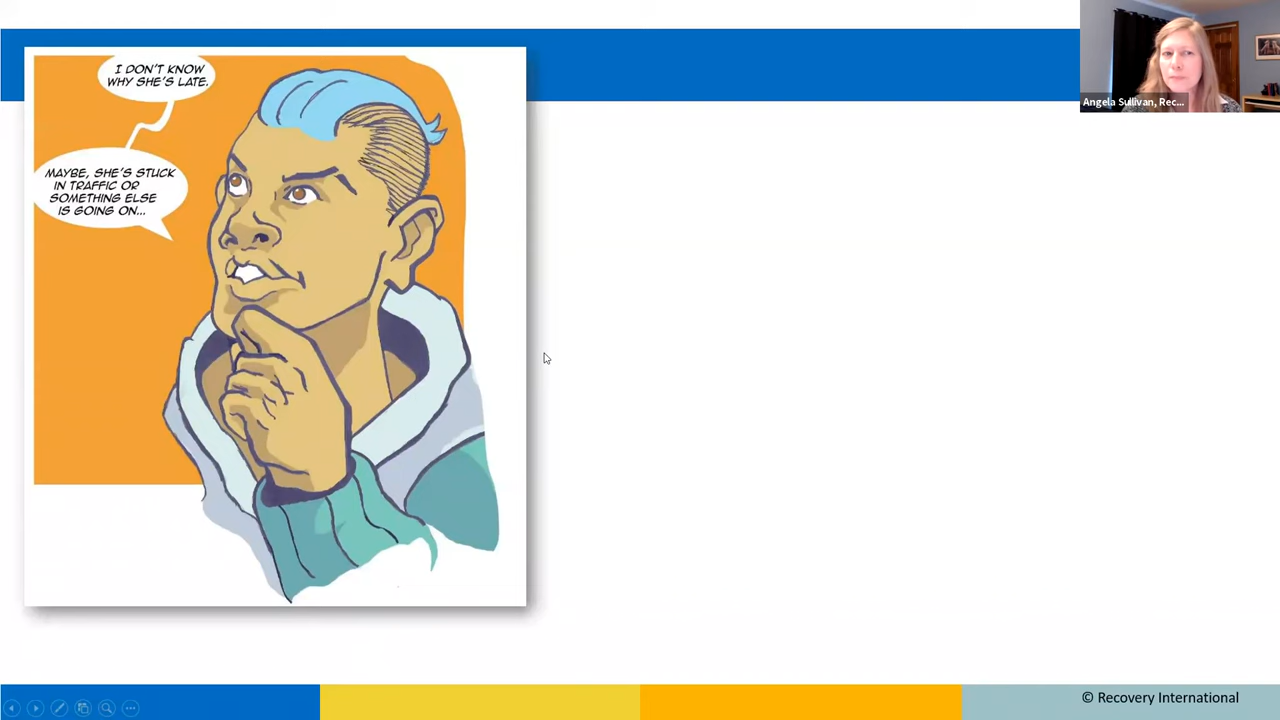 I DON'T KNOW
WHY SHE'S LATE.
MAYBE, SHE'S STUCK
IN TRAFFIC OR
SOMETHING ELSE
IS GOING ON...
Angela Sullivan, Rec...
© Recovery International